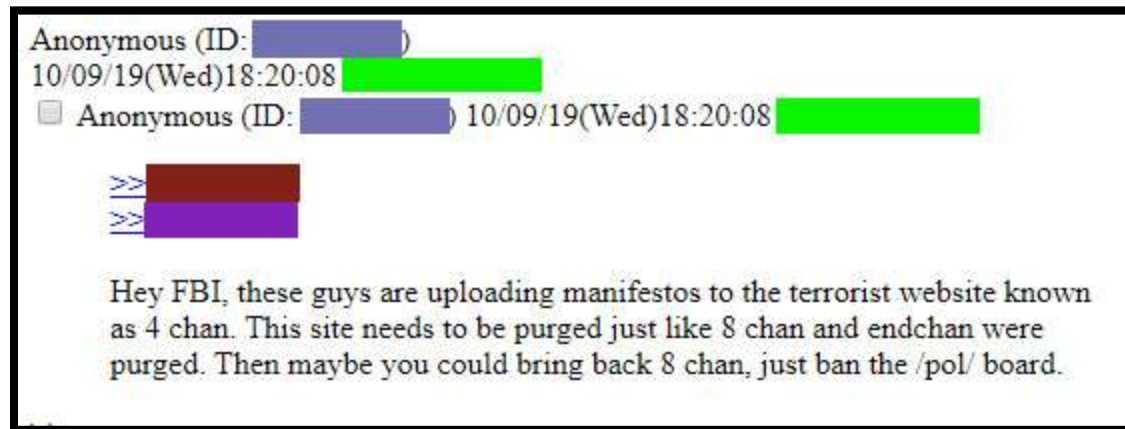 Anonymous (ID: )
10/09/19(Wed)18:20:08
Anonymous (ID: ) 10/09/19(Wed)18:20:08
>>
>>
Hey FBI, these guys are uploading manifestos to the terrorist website known
as 4 chan. This site needs to be purged just like 8 chan and endchan were
purged. Then maybe you could bring back 8 chan, just ban the /pol/ board.